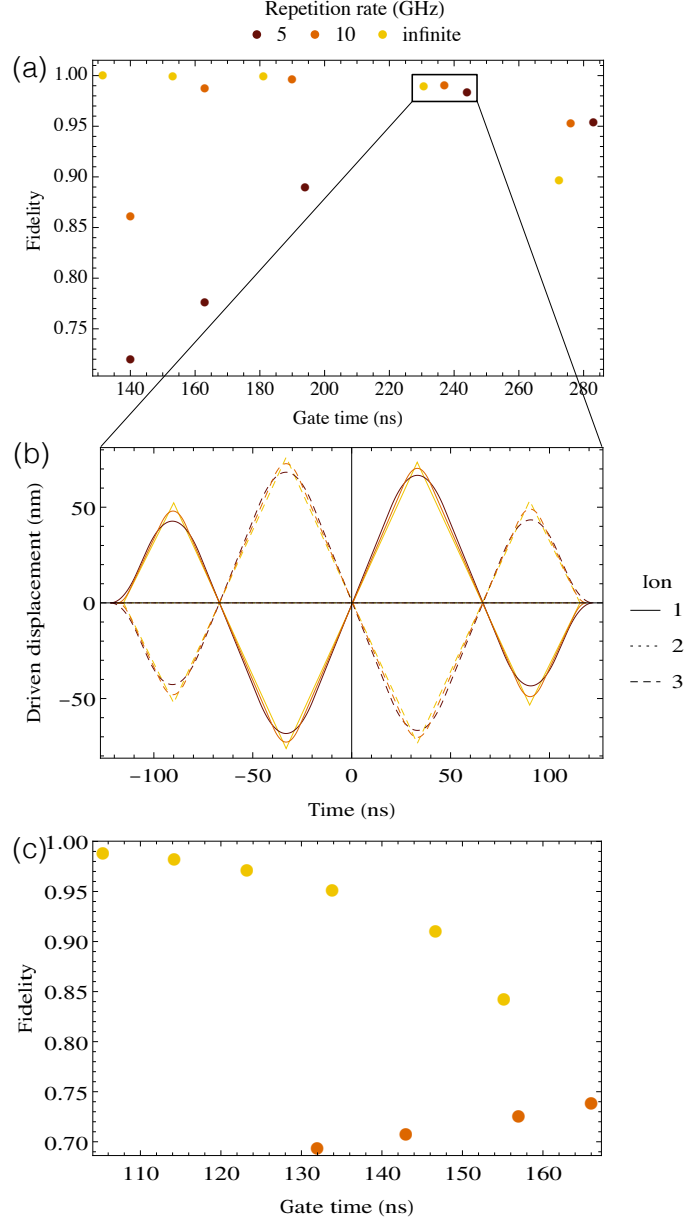 Repetition rate (GHz)
5 10 infinite
(a)
1.00
0.95
0.90
0.85
0.80
0.75
Fidelity
140 160 180 200 220 240 260 280
Gate time (ns)
(b)
50
0
−50
Driven displacement (nm)
−100 −50 0 50 100
Time (ns)
Ion
1
2
3
(c)
1.00
0.95
0.90
0.85
0.80
0.75
0.70
Fidelity
110 120 130 140 150 160
Gate time (ns)